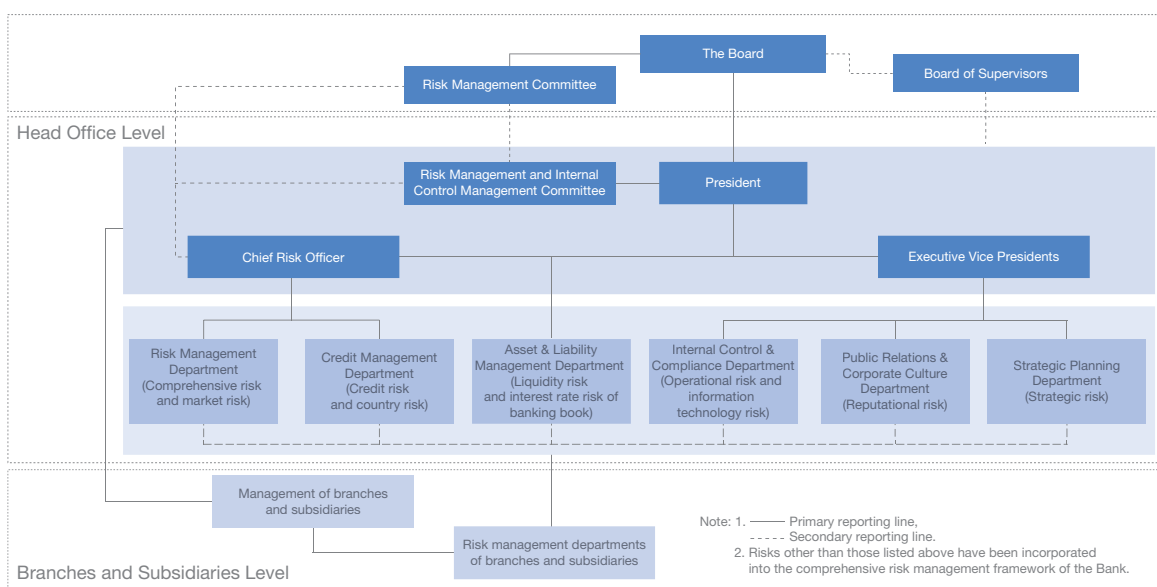 The Board
Board of Supervisors
Risk Management Committee
Head Office Level
Risk Management and Internal
Control Management Committee
President
Chief Risk Officer
Executive Vice Presidents
Risk Management
Department
(Comprehensive risk
and market risk)
Credit Management
Department
(Credit risk
and country risk)
Asset & Liability
Management Department
(Liquidity risk
and interest rate risk of
banking book)
Internal Control &
Compliance Department
(Operational risk and
information
technology risk)
Public Relations &
Corporate Culture
Department
(Reputational risk)
Strategic Planning
Department
(Strategic risk)
Management of branches
and subsidiaries
Risk management departments
of branches and subsidiaries
Branches and Subsidiaries Level
Note: 1. Primary reporting line,
Secondary reporting line.
2. Risks other than those listed above have been incorporated
into the comprehensive risk management framework of the Bank.